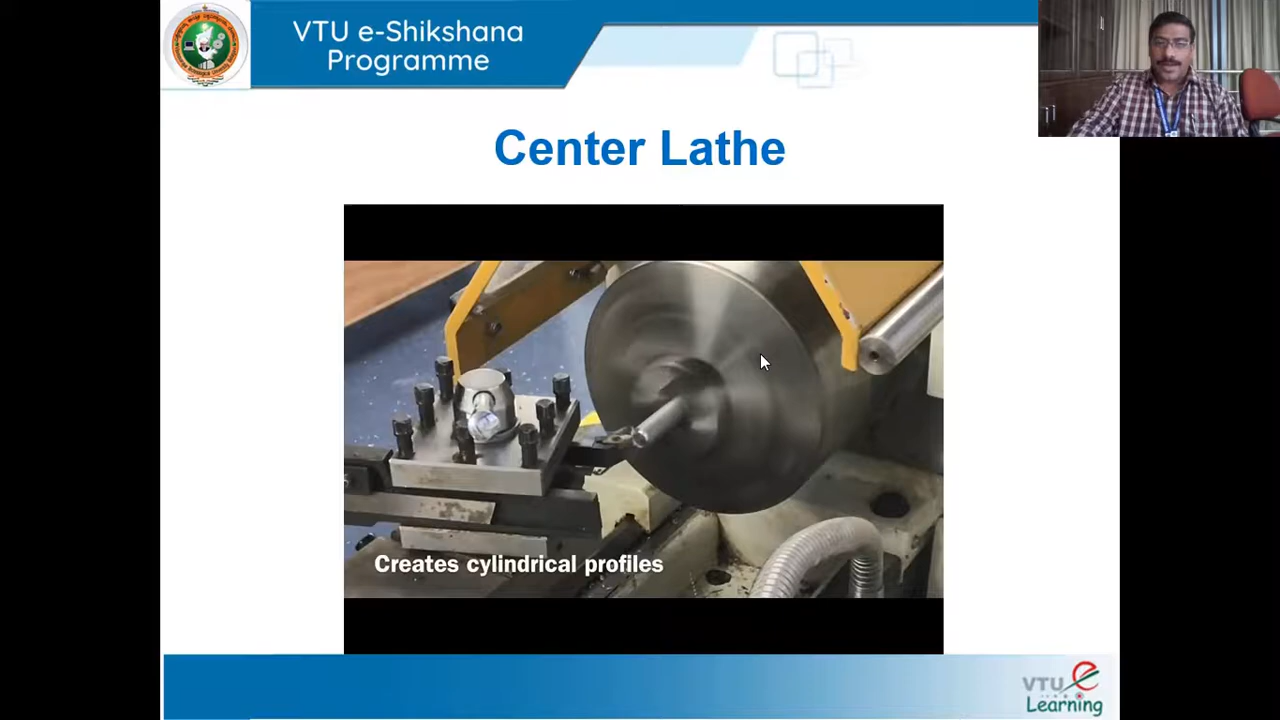 VTU e-Shikshana
Programme
Center Lathe
Creates cylindrical profiles
VTU e
Learning